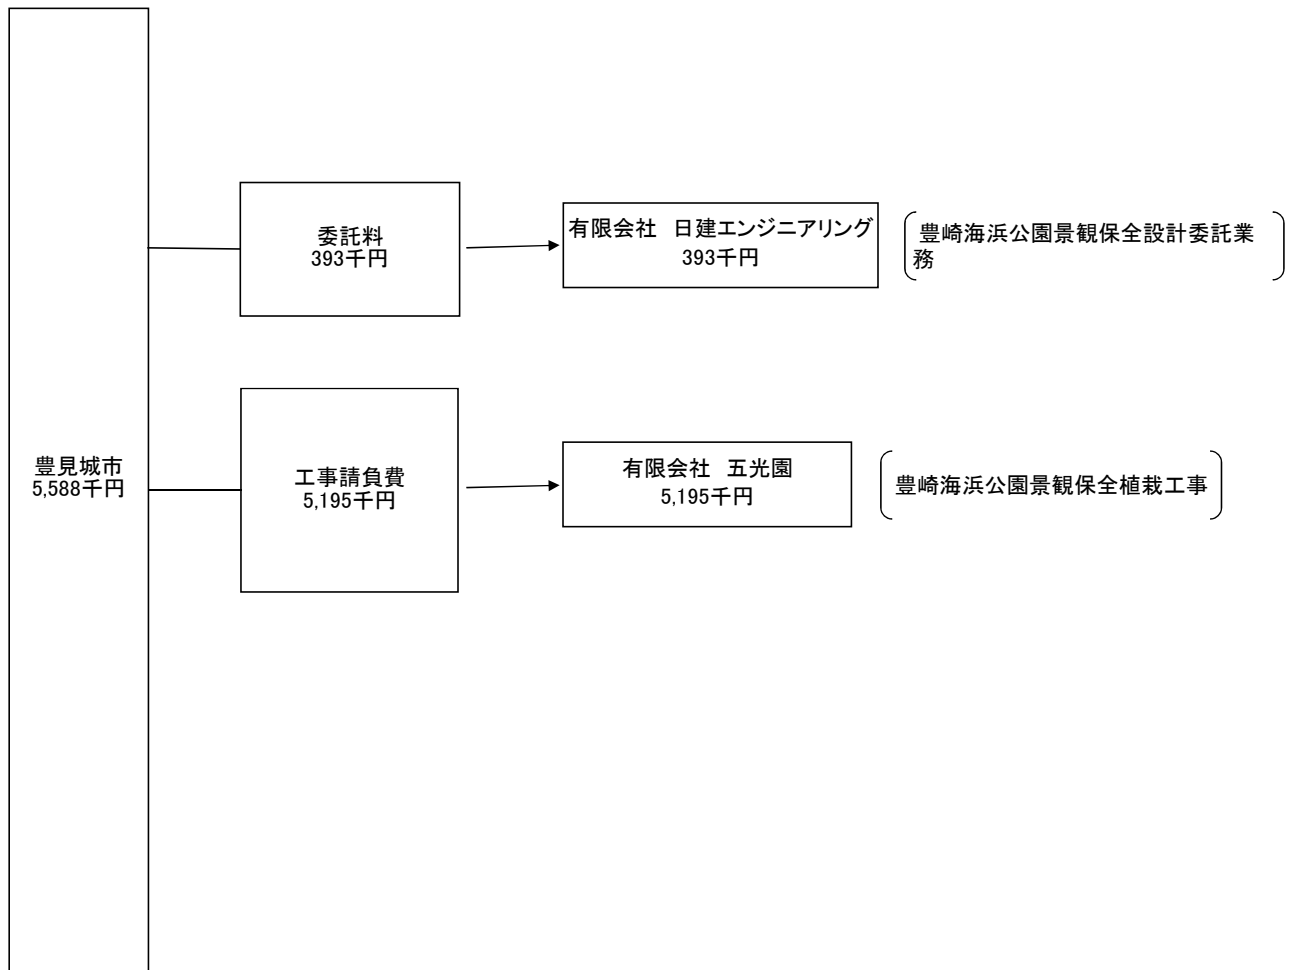 豊見城市
5,588千円
委託料
393千円
有限会社　日建エンジニアリング
393千円
豊崎海浜公園景観保全設計委託業
務
工事請負費
5,195千円
有限会社　五光園
5,195千円
豊崎海浜公園景観保全植栽工事